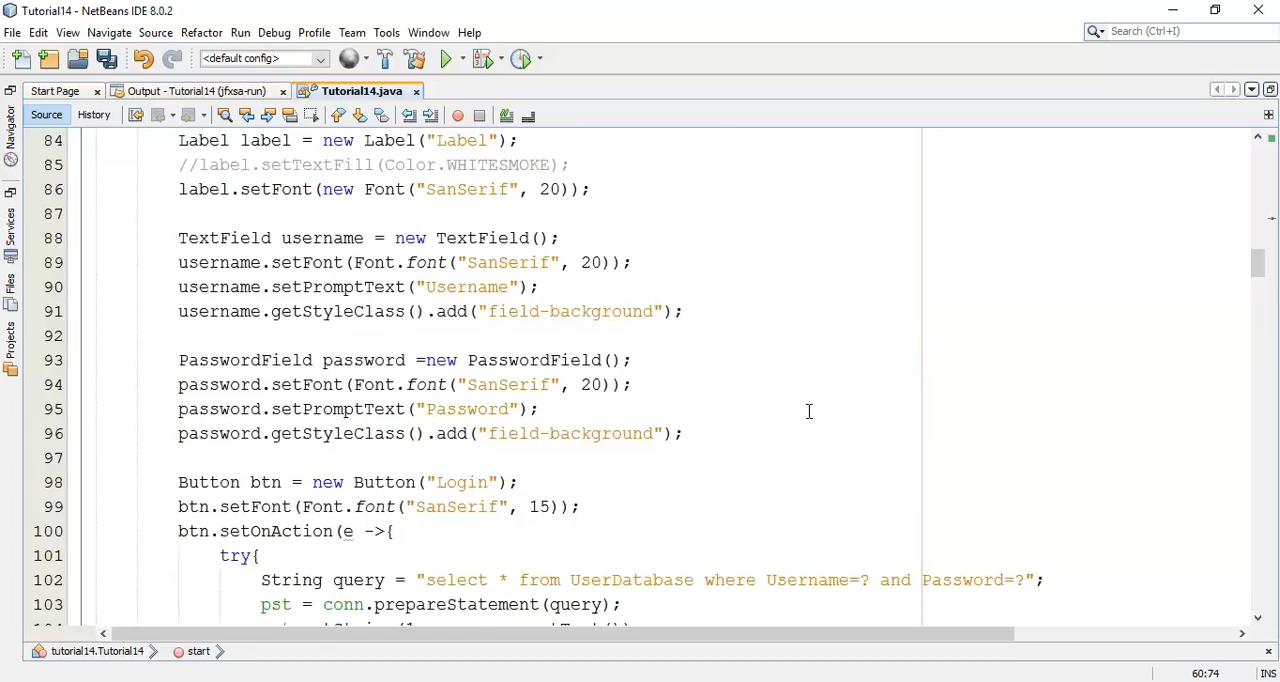 Tutorial14 - NetBeans IDE 8.0.2
File Edit View Navigate Source Refactor Run Debug Profile Team Tools Window Help
Search (Ctrl+I)
<default config>
Start Page Output - Tutorial14 (jfxsa-run) Tutorial14.java
Source History
Navigator
Services
Files
Projects
84 Label label = new Label("Label");
85 //label.setTextFill(Color.WHITESMOKE);
86 label.setFont(new Font("SanSerif", 20));
87
88 TextField username = new TextField();
89 username.setFont(Font.font("SanSerif", 20));
90 username.setPromptText("Username");
91 username.getStyleClass().add("field-background");
92
93 PasswordField password =new PasswordField();
94 password.setFont(Font.font("SanSerif", 20));
95 password.setPromptText("Password");
96 password.getStyleClass().add("field-background");
97
98 Button btn = new Button("Login");
99 btn.setFont(Font.font("SanSerif", 15));
100 btn.setOnAction(e ->{
101 try{
102 String query = "select * from UserDatabase where Username=? and Password=?";
103 pst = conn.prepareStatement(query);
tutorial14.Tutorial14 start
60:74 INS